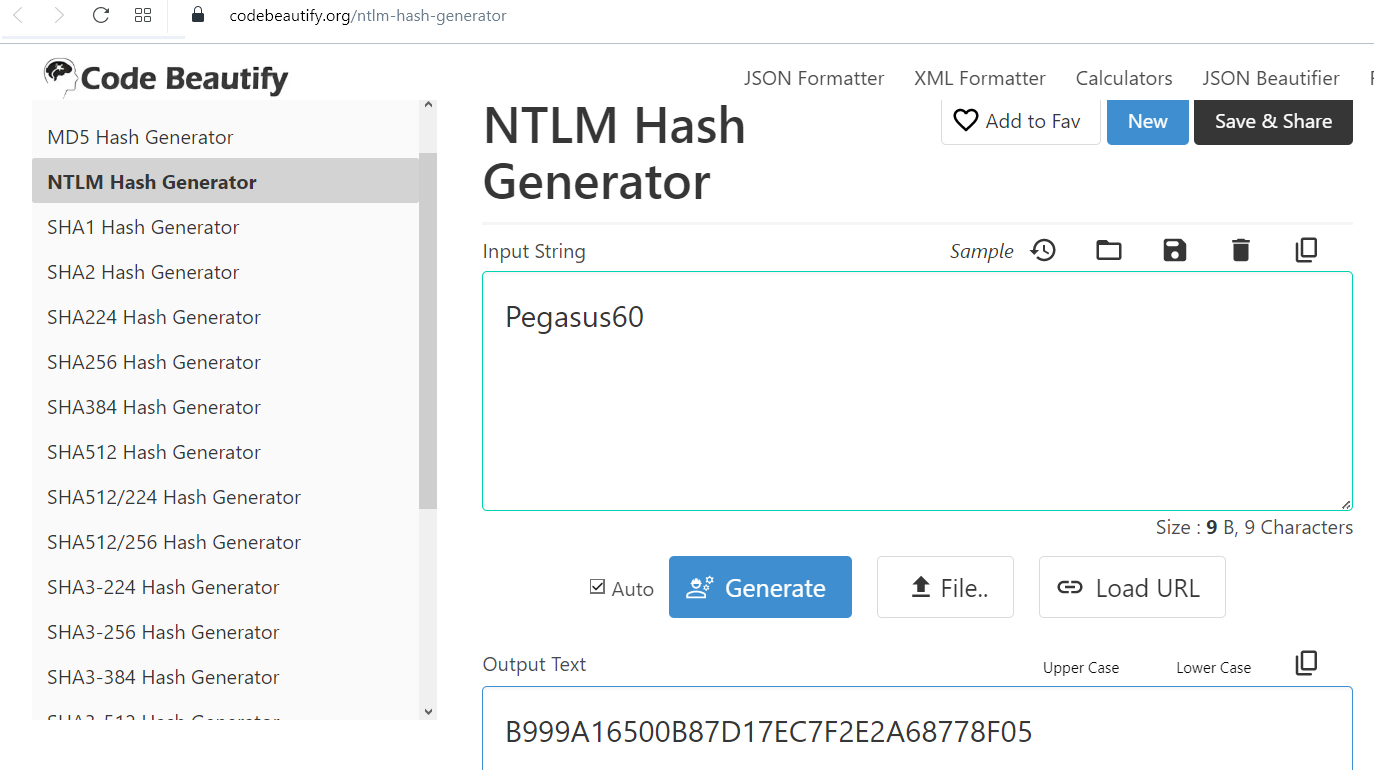 codebeautify.org/ntlm-hash-generator
Code Beautify
JSON Formatter
XML Formatter
Calculators
JSON Beautifier
MD5 Hash Generator
NTLM Hash Generator
SHA1 Hash Generator
SHA2 Hash Generator
SHA224 Hash Generator
SHA256 Hash Generator
SHA384 Hash Generator
SHA512 Hash Generator
SHA512/224 Hash Generator
SHA512/256 Hash Generator
SHA3-224 Hash Generator
SHA3-256 Hash Generator
SHA3-384 Hash Generator
SHA3-512 Hash Generator
NTLM Hash
Generator
Add to Fav
New
Save & Share
Input String
Sample
Pegasus60
Size : 9 B, 9 Characters
Auto
Generate
File..
Load URL
Output Text
Upper Case
Lower Case
B999A16500B87D17EC7F2E2A68778F05